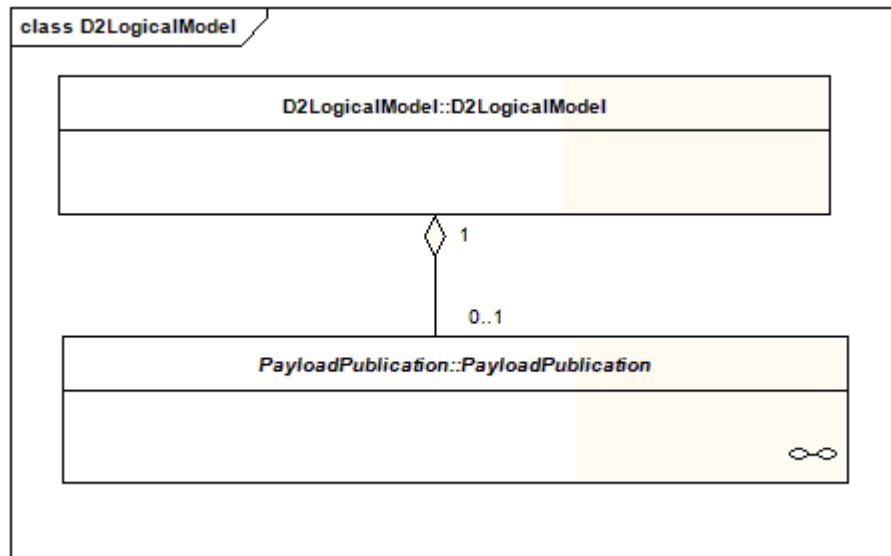 class D2LogicalModel
D2LogicalModel::D2LogicalModel
1
0..1
PayloadPublication::PayloadPublication